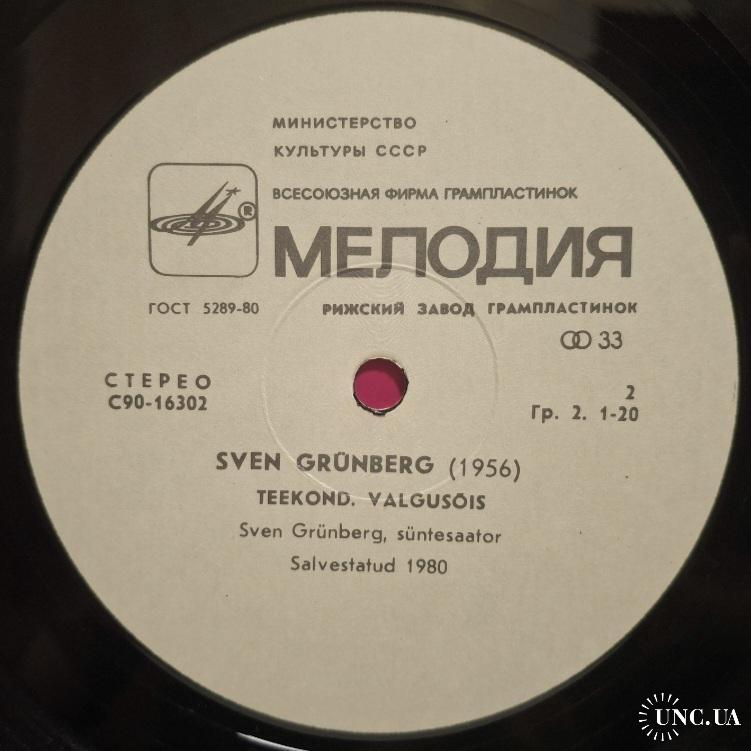 МИНИСТЕРСТВО
КУЛЬТУРЫ СССР
ВСЕСОЮЗНАЯ ФИРМА ГРАМПЛАСТИНОК
®
МЕЛОДИЯ
ГОСТ 5289-80
РИЖСКИЙ ЗАВОД ГРАМПЛАСТИНОК
33
СТЕРЕО
С90-16302
2
Гр. 2. 1-20
SVEN GRÜNBERG (1956)
TEEKOND. VALGUSÕIS
Sven Grünberg, süntesaator
Salvestatud 1980
UNC.UA